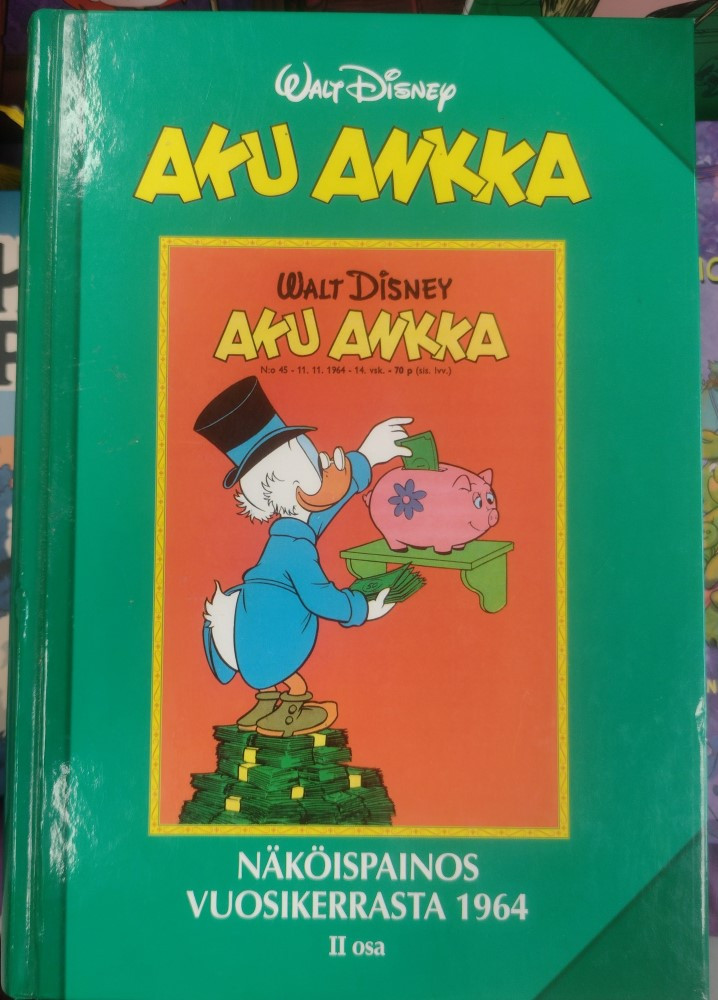 WALT DISNEY
AKU ANKKA
WALT DISNEY
AKU ANKKA
N:o 45 - 11. 11. 1964 - 14. vsk. - 70 p (sis. lvv.)
NÄKÖISPAINOS
VUOSIKERRASTA 1964
II osa